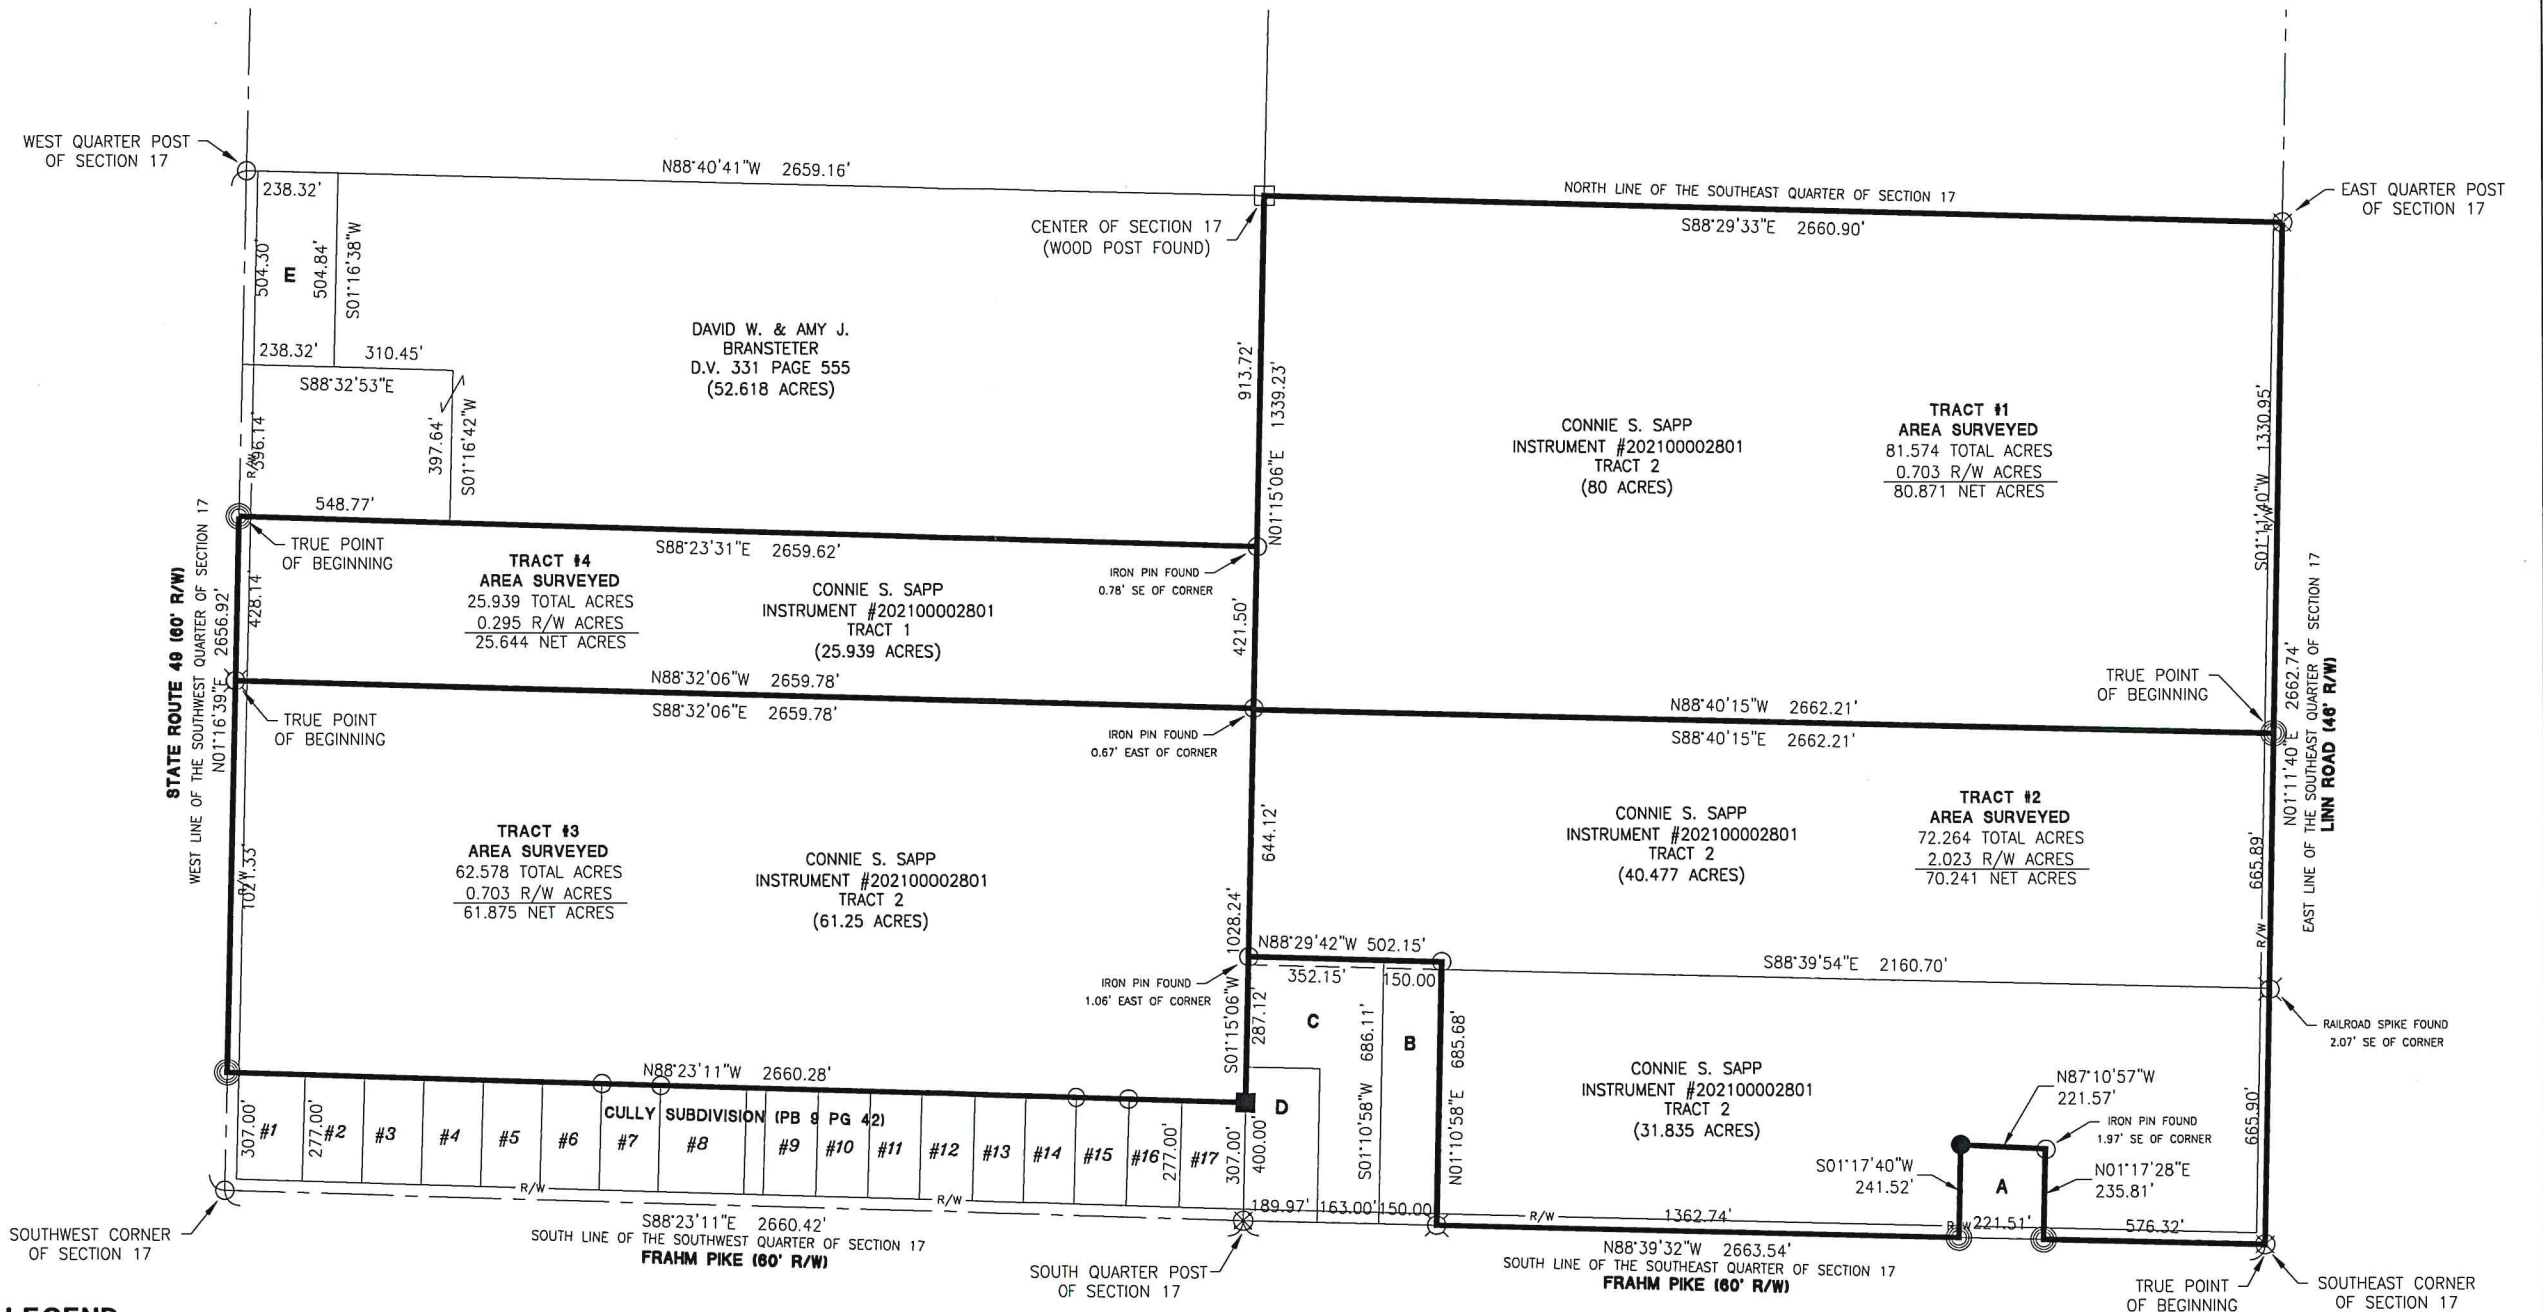 WEST QUARTER POST
OF SECTION 17
N88°40'41"W 2659.16'
238.32'
504.30'
E
504.84'
S01°16'38"W
238.32'
310.45'
S88°32'53"E
396.14'
R/W
397.64'
S01°16'42"W
548.77'
DAVID W. & AMY J.
BRANSTETER
D.V. 331 PAGE 555
(52.618 ACRES)
CENTER OF SECTION 17
(WOOD POST FOUND)
NORTH LINE OF THE SOUTHEAST QUARTER OF SECTION 17
S88°29'33"E 2660.90'
EAST QUARTER POST
OF SECTION 17
913.72'
N01°15'06"E 1339.23'
CONNIE S. SAPP
INSTRUMENT #202100002801
TRACT 2
(80 ACRES)
TRACT #1
AREA SURVEYED
81.574 TOTAL ACRES
0.703 R/W ACRES
80.871 NET ACRES
S01°11'40"W 1330.95'
R/W
TRUE POINT
OF BEGINNING
S88°23'31"E 2659.62'
IRON PIN FOUND
0.78' SE OF CORNER
TRACT #4
AREA SURVEYED
25.939 TOTAL ACRES
0.295 R/W ACRES
25.644 NET ACRES
CONNIE S. SAPP
INSTRUMENT #202100002801
TRACT 1
(25.939 ACRES)
421.50'
428.14'
STATE ROUTE 49 (60' R/W)
WEST LINE OF THE SOUTHWEST QUARTER OF SECTION 17
N01°16'39"E 2656.92'
N88°32'06"W 2659.78'
S88°32'06"E 2659.78'
TRUE POINT
OF BEGINNING
IRON PIN FOUND
0.67' EAST OF CORNER
N88°40'15"W 2662.21'
S88°40'15"E 2662.21'
TRUE POINT
OF BEGINNING
N01°11'40"E 2662.74'
EAST LINE OF THE SOUTHEAST QUARTER OF SECTION 17
LINN ROAD (46' R/W)
TRACT #3
AREA SURVEYED
62.578 TOTAL ACRES
0.703 R/W ACRES
61.875 NET ACRES
CONNIE S. SAPP
INSTRUMENT #202100002801
TRACT 2
(61.25 ACRES)
R/W
1021.33'
644.12'
S01°15'06"W 1028.24'
CONNIE S. SAPP
INSTRUMENT #202100002801
TRACT 2
(40.477 ACRES)
TRACT #2
AREA SURVEYED
72.264 TOTAL ACRES
2.023 R/W ACRES
70.241 NET ACRES
665.89'
R/W
N88°29'42"W 502.15'
352.15'
150.00
S88°39'54"E 2160.70'
IRON PIN FOUND
1.06' EAST OF CORNER
287.12'
C
B
S01°10'58"W 686.11'
N01°10'58"E 685.68'
RAILROAD SPIKE FOUND
2.07' SE OF CORNER
CONNIE S. SAPP
INSTRUMENT #202100002801
TRACT 2
(31.835 ACRES)
N87°10'57"W
221.57'
IRON PIN FOUND
1.97' SE OF CORNER
665.90'
S01°17'40"W
241.52'
A
N01°17'28"E
235.81'
N88°23'11"W 2660.28'
CULLY SUBDIVISION (PB 9 PG 42)
307.00'
#1
277.00'
#2
#3
#4
#5
#6
#7
#8
#9
#10
#11
#12
#13
#14
#15
#16
277.00'
#17
307.00'
400.00'
D
R/W
R/W
189.97'
163.00'
150.00
R/W
1362.74'
R/W
221.51'
576.32'
SOUTHWEST CORNER
OF SECTION 17
S88°23'11"E 2660.42'
SOUTH LINE OF THE SOUTHWEST QUARTER OF SECTION 17
FRAHM PIKE (60' R/W)
SOUTH QUARTER POST
OF SECTION 17
N88°39'32"W 2663.54'
SOUTH LINE OF THE SOUTHEAST QUARTER OF SECTION 17
FRAHM PIKE (60' R/W)
TRUE POINT
OF BEGINNING
SOUTHEAST CORNER
OF SECTION 17
LEGEND